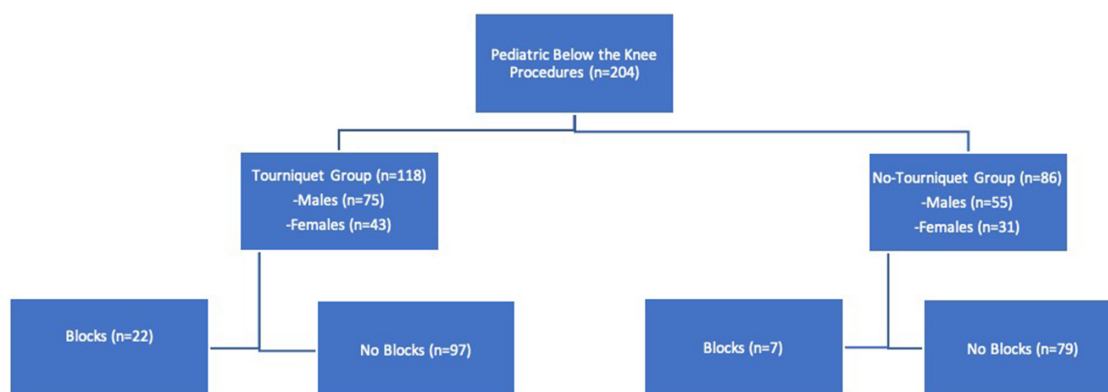 Pediatric Below the Knee
Procedures (n=204)
Tourniquet Group (n=118)
-Males (n=75)
-Females (n=43)
No-Tourniquet Group (n=86)
-Males (n=55)
-Females (n=31)
Blocks (n=22)
No Blocks (n=97)
Blocks (n=7)
No Blocks (n=79)